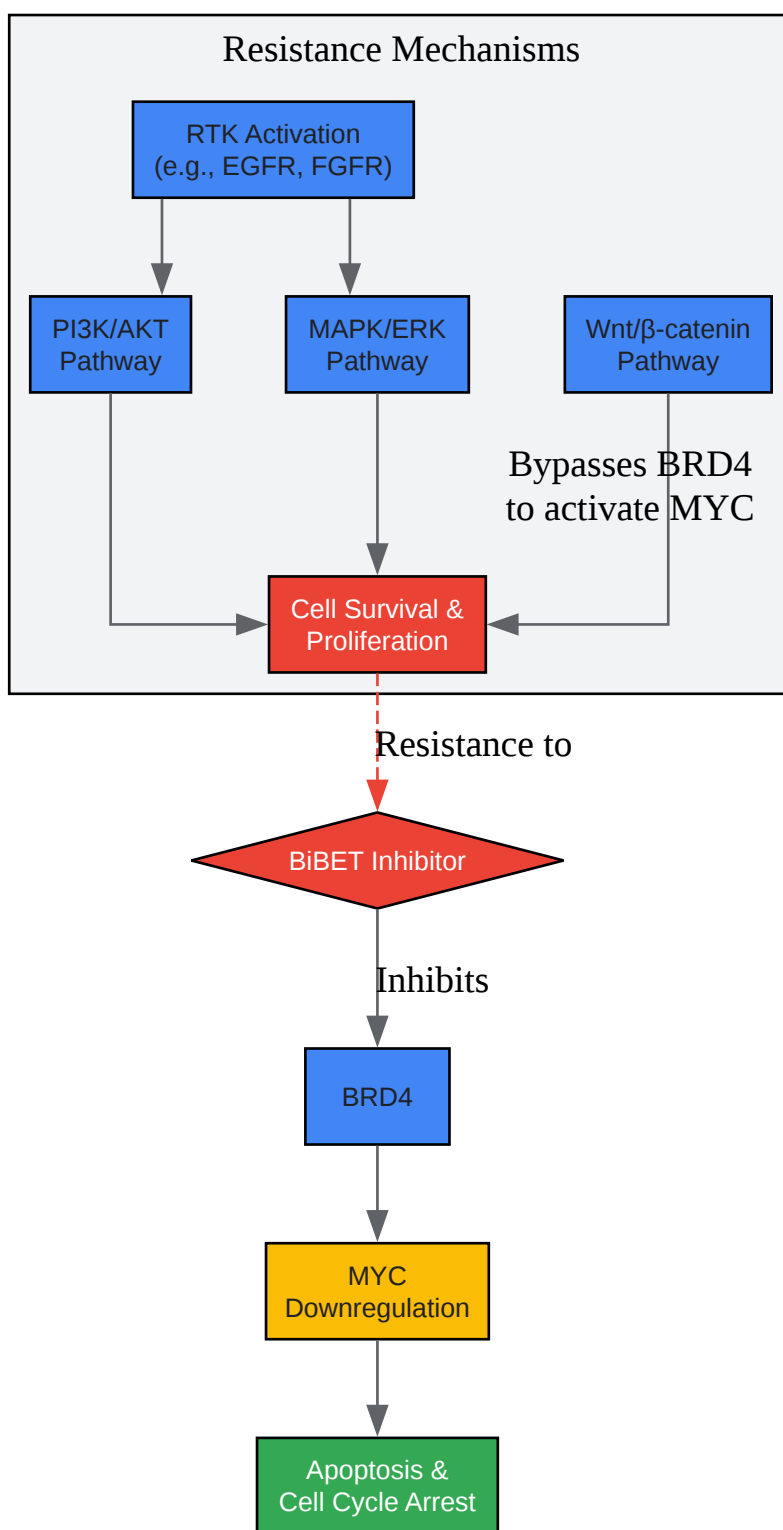 Resistance Mechanisms
RTK Activation
(e.g., EGFR, FGFR)
PI3K/AKT
Pathway
MAPK/ERK
Pathway
Wnt/β-catenin
Pathway
Bypasses BRD4
to activate MYC
Cell Survival &
Proliferation
Resistance to
BiBET Inhibitor
Inhibits
BRD4
MYC
Downregulation
Apoptosis &
Cell Cycle Arrest